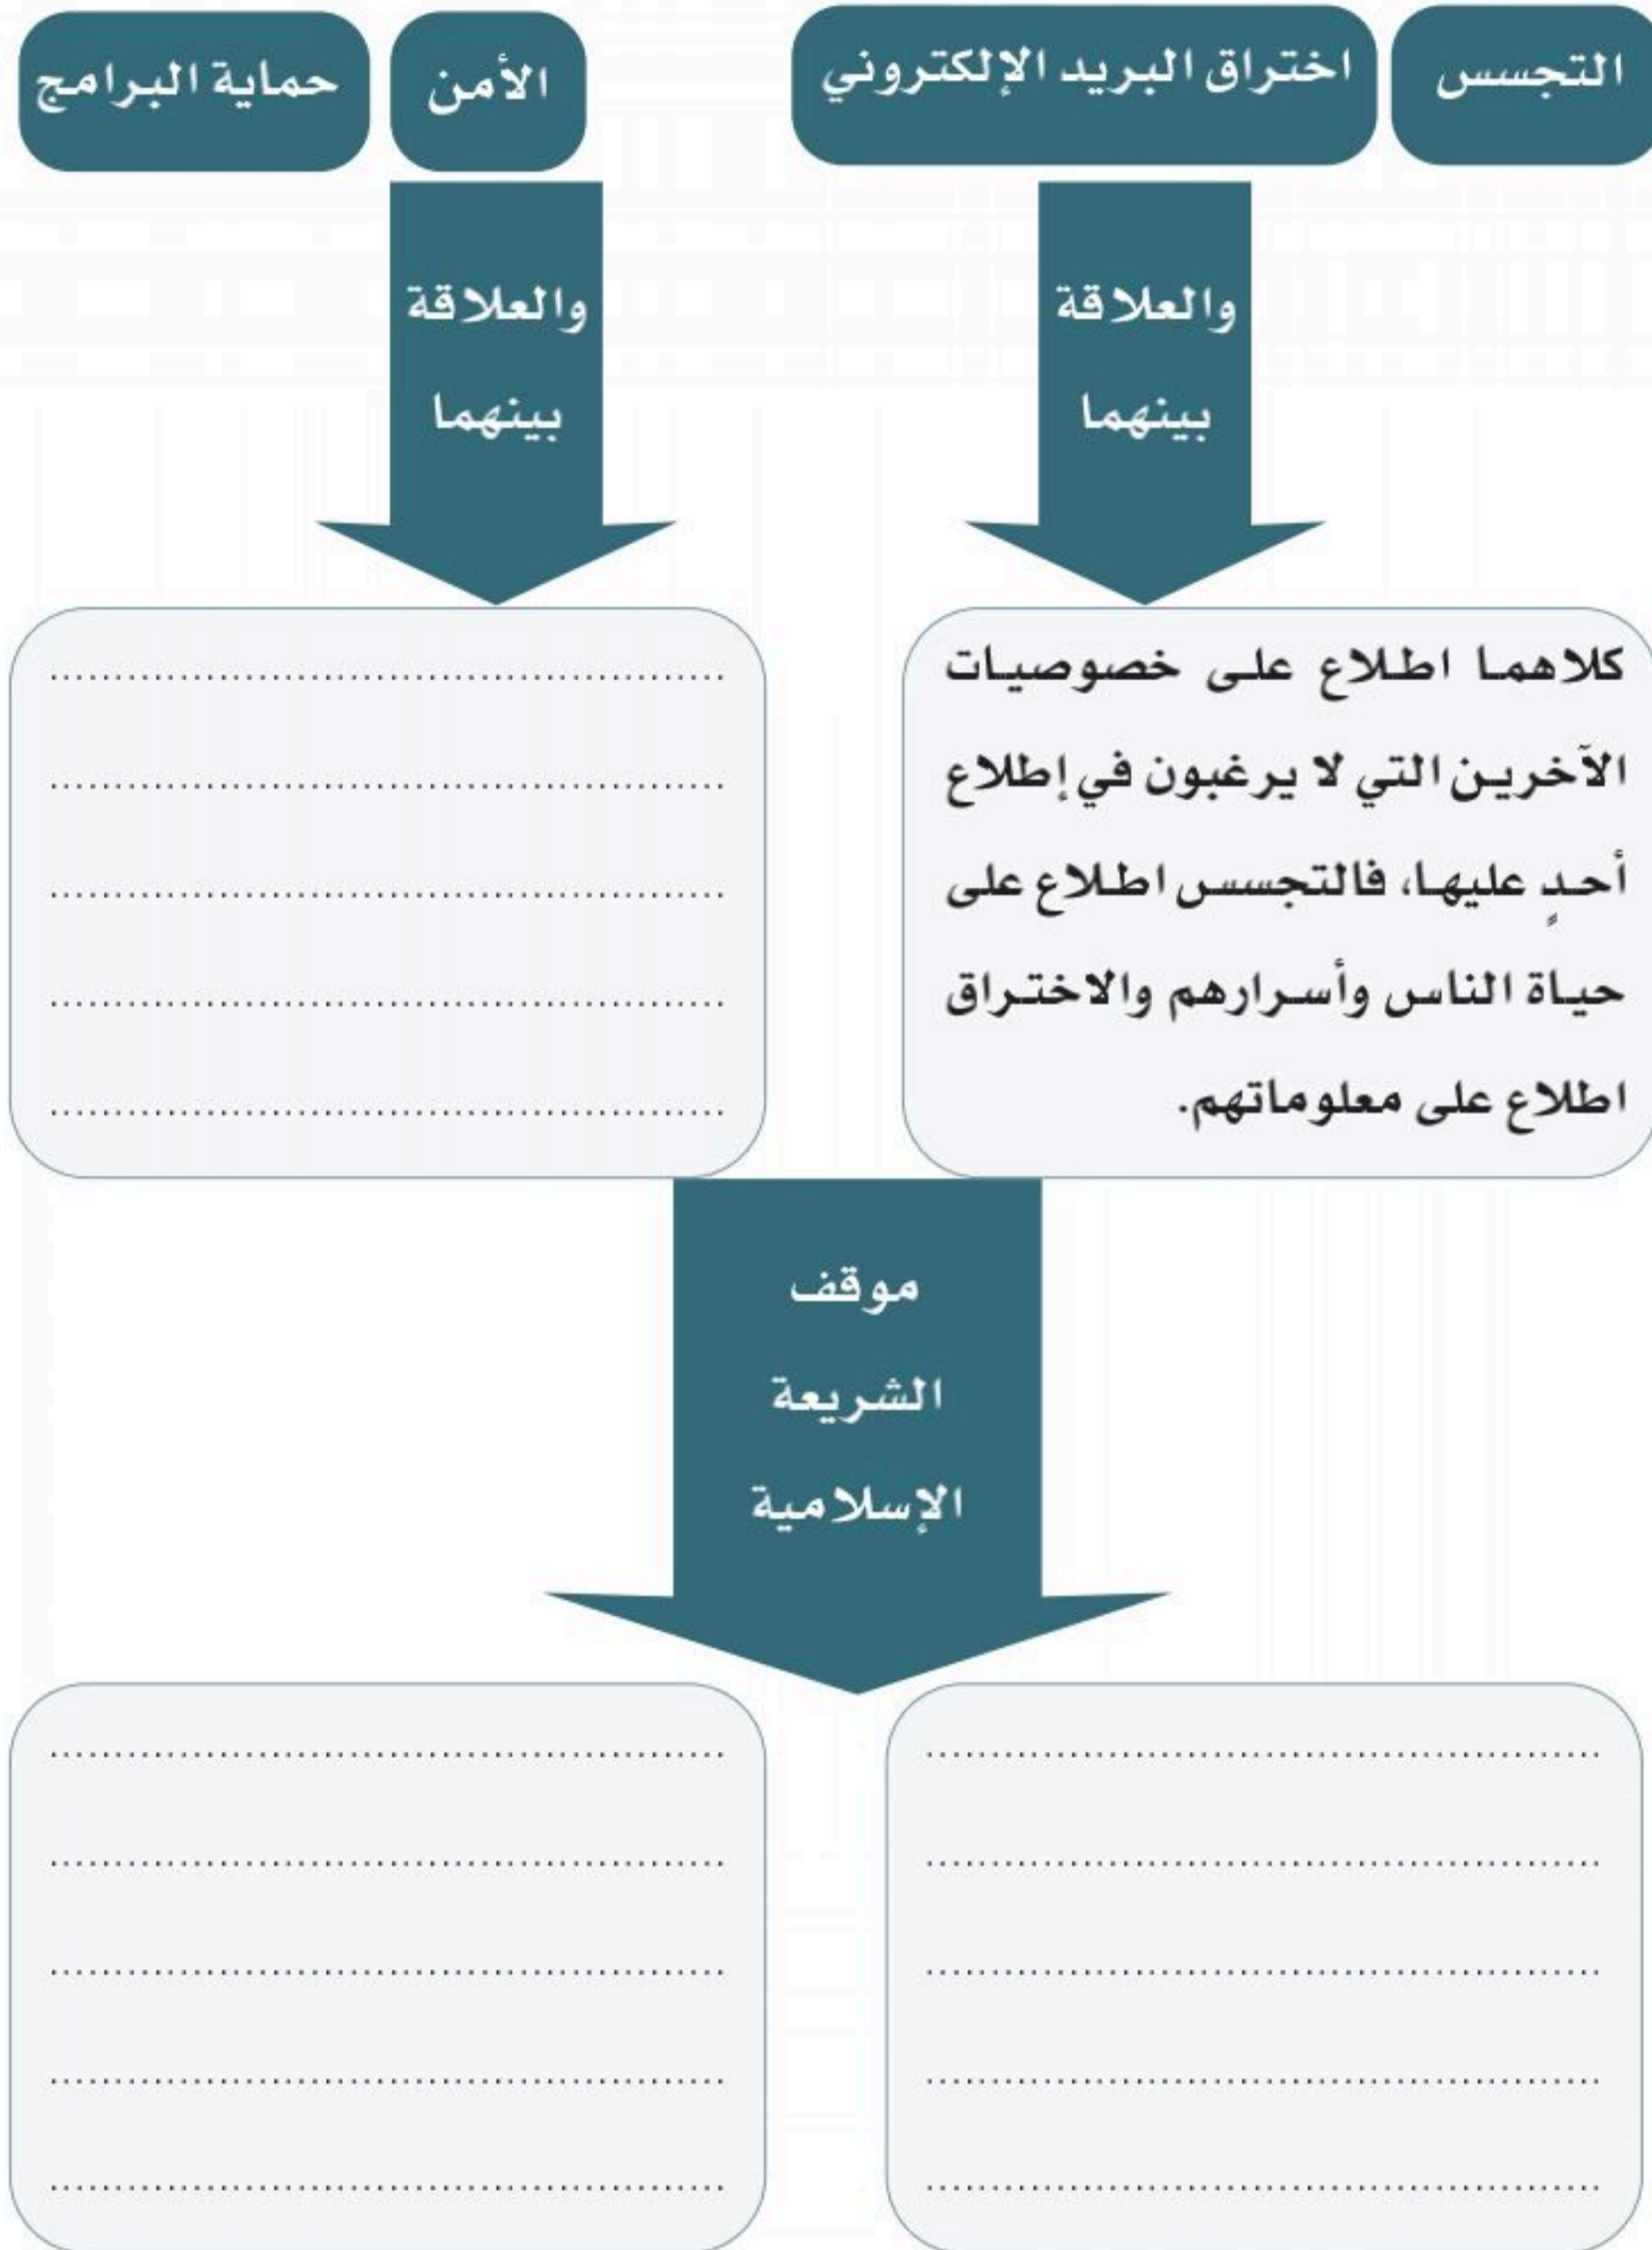 التجسس
اختراق البريد الإلكتروني
الأمن
حماية البرامج
والعلاقة
بينهما
والعلاقة
بينهما
كلاهما اطلاع على خصوصيات
الآخرين التي لا يرغبون في إطلاع
أحدٍ عليها، فالتجسس اطلاع على
حياة الناس وأسرارهم والاختراق
اطلاع على معلوماتهم.
موقف
الشريعة
الإسلامية